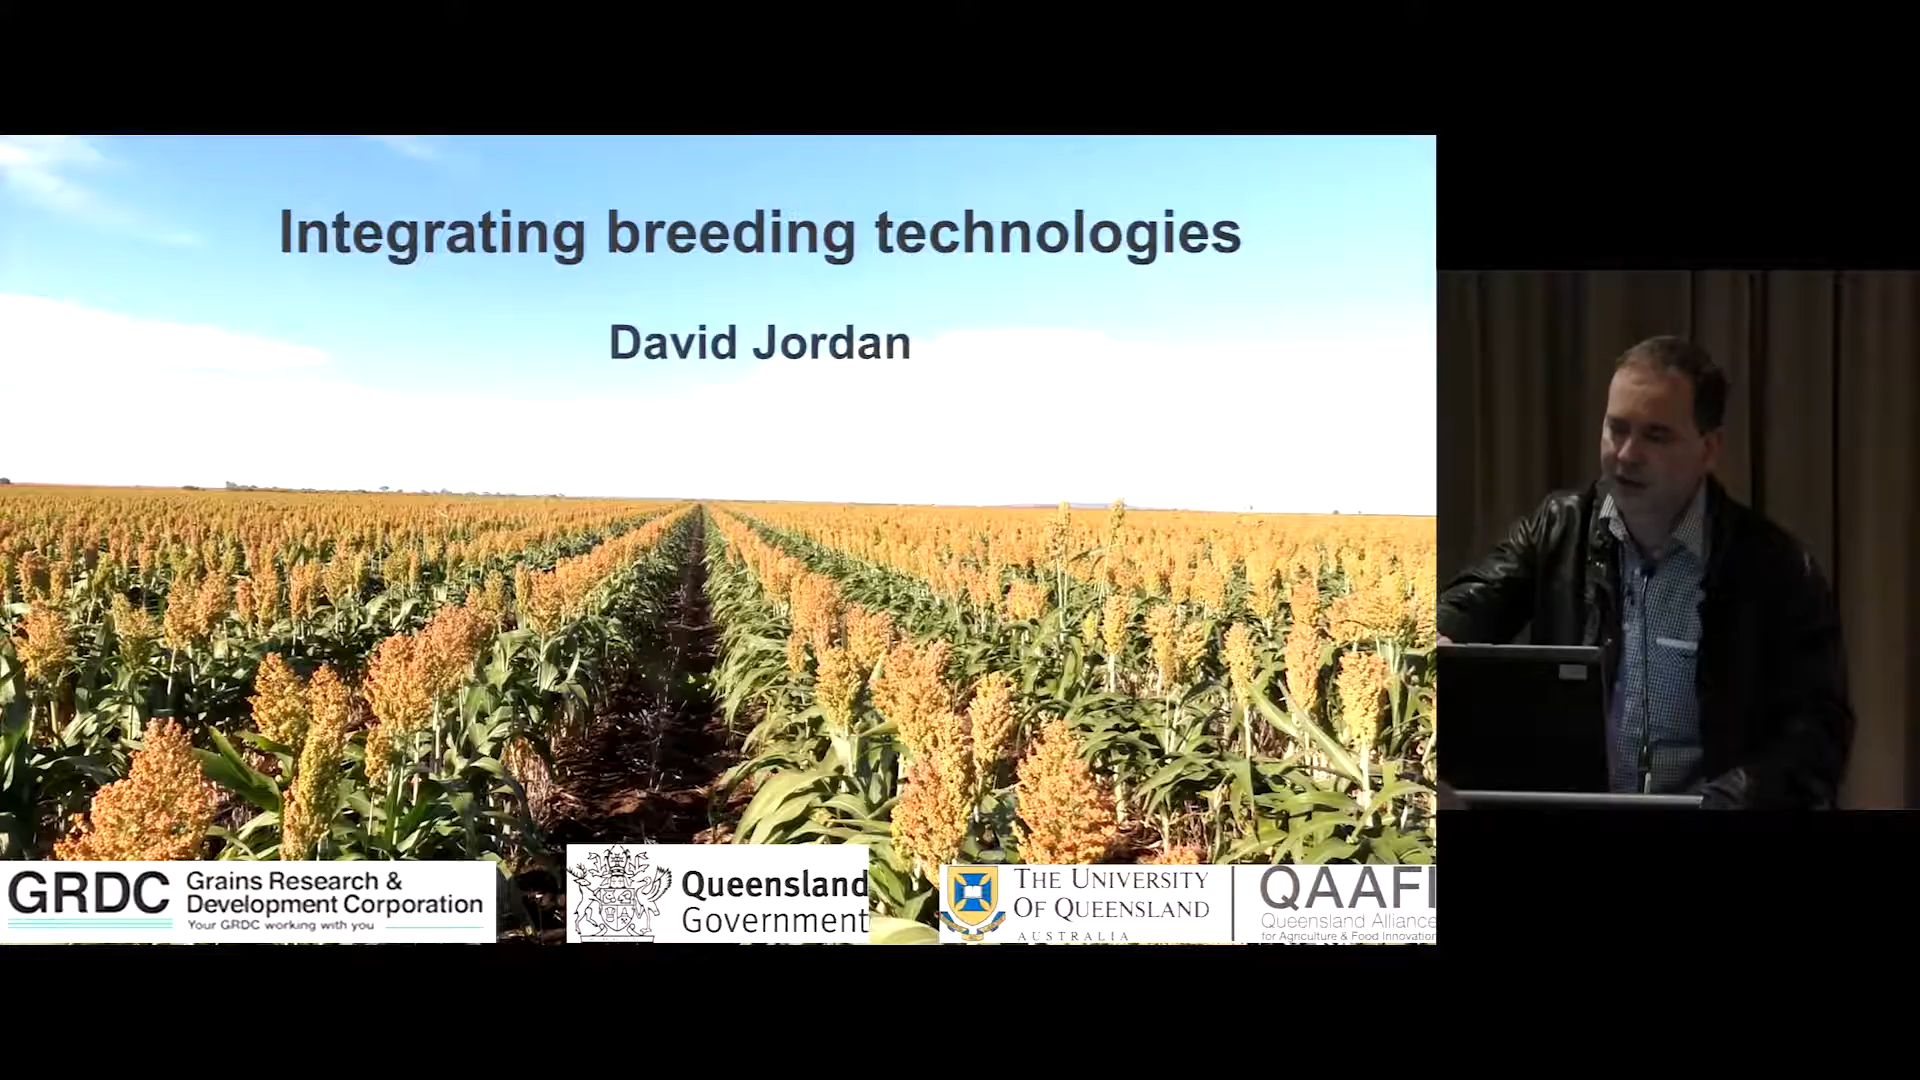 Integrating breeding technologies
David Jordan
GRDC
Grains Research &
Development Corporation
Your GRDC working with you
Queensland
Government
THE UNIVERSITY
OF QUEENSLAND
AUSTRALIA
QAAFI
Queensland Alliance
for Agriculture & Food Innovation